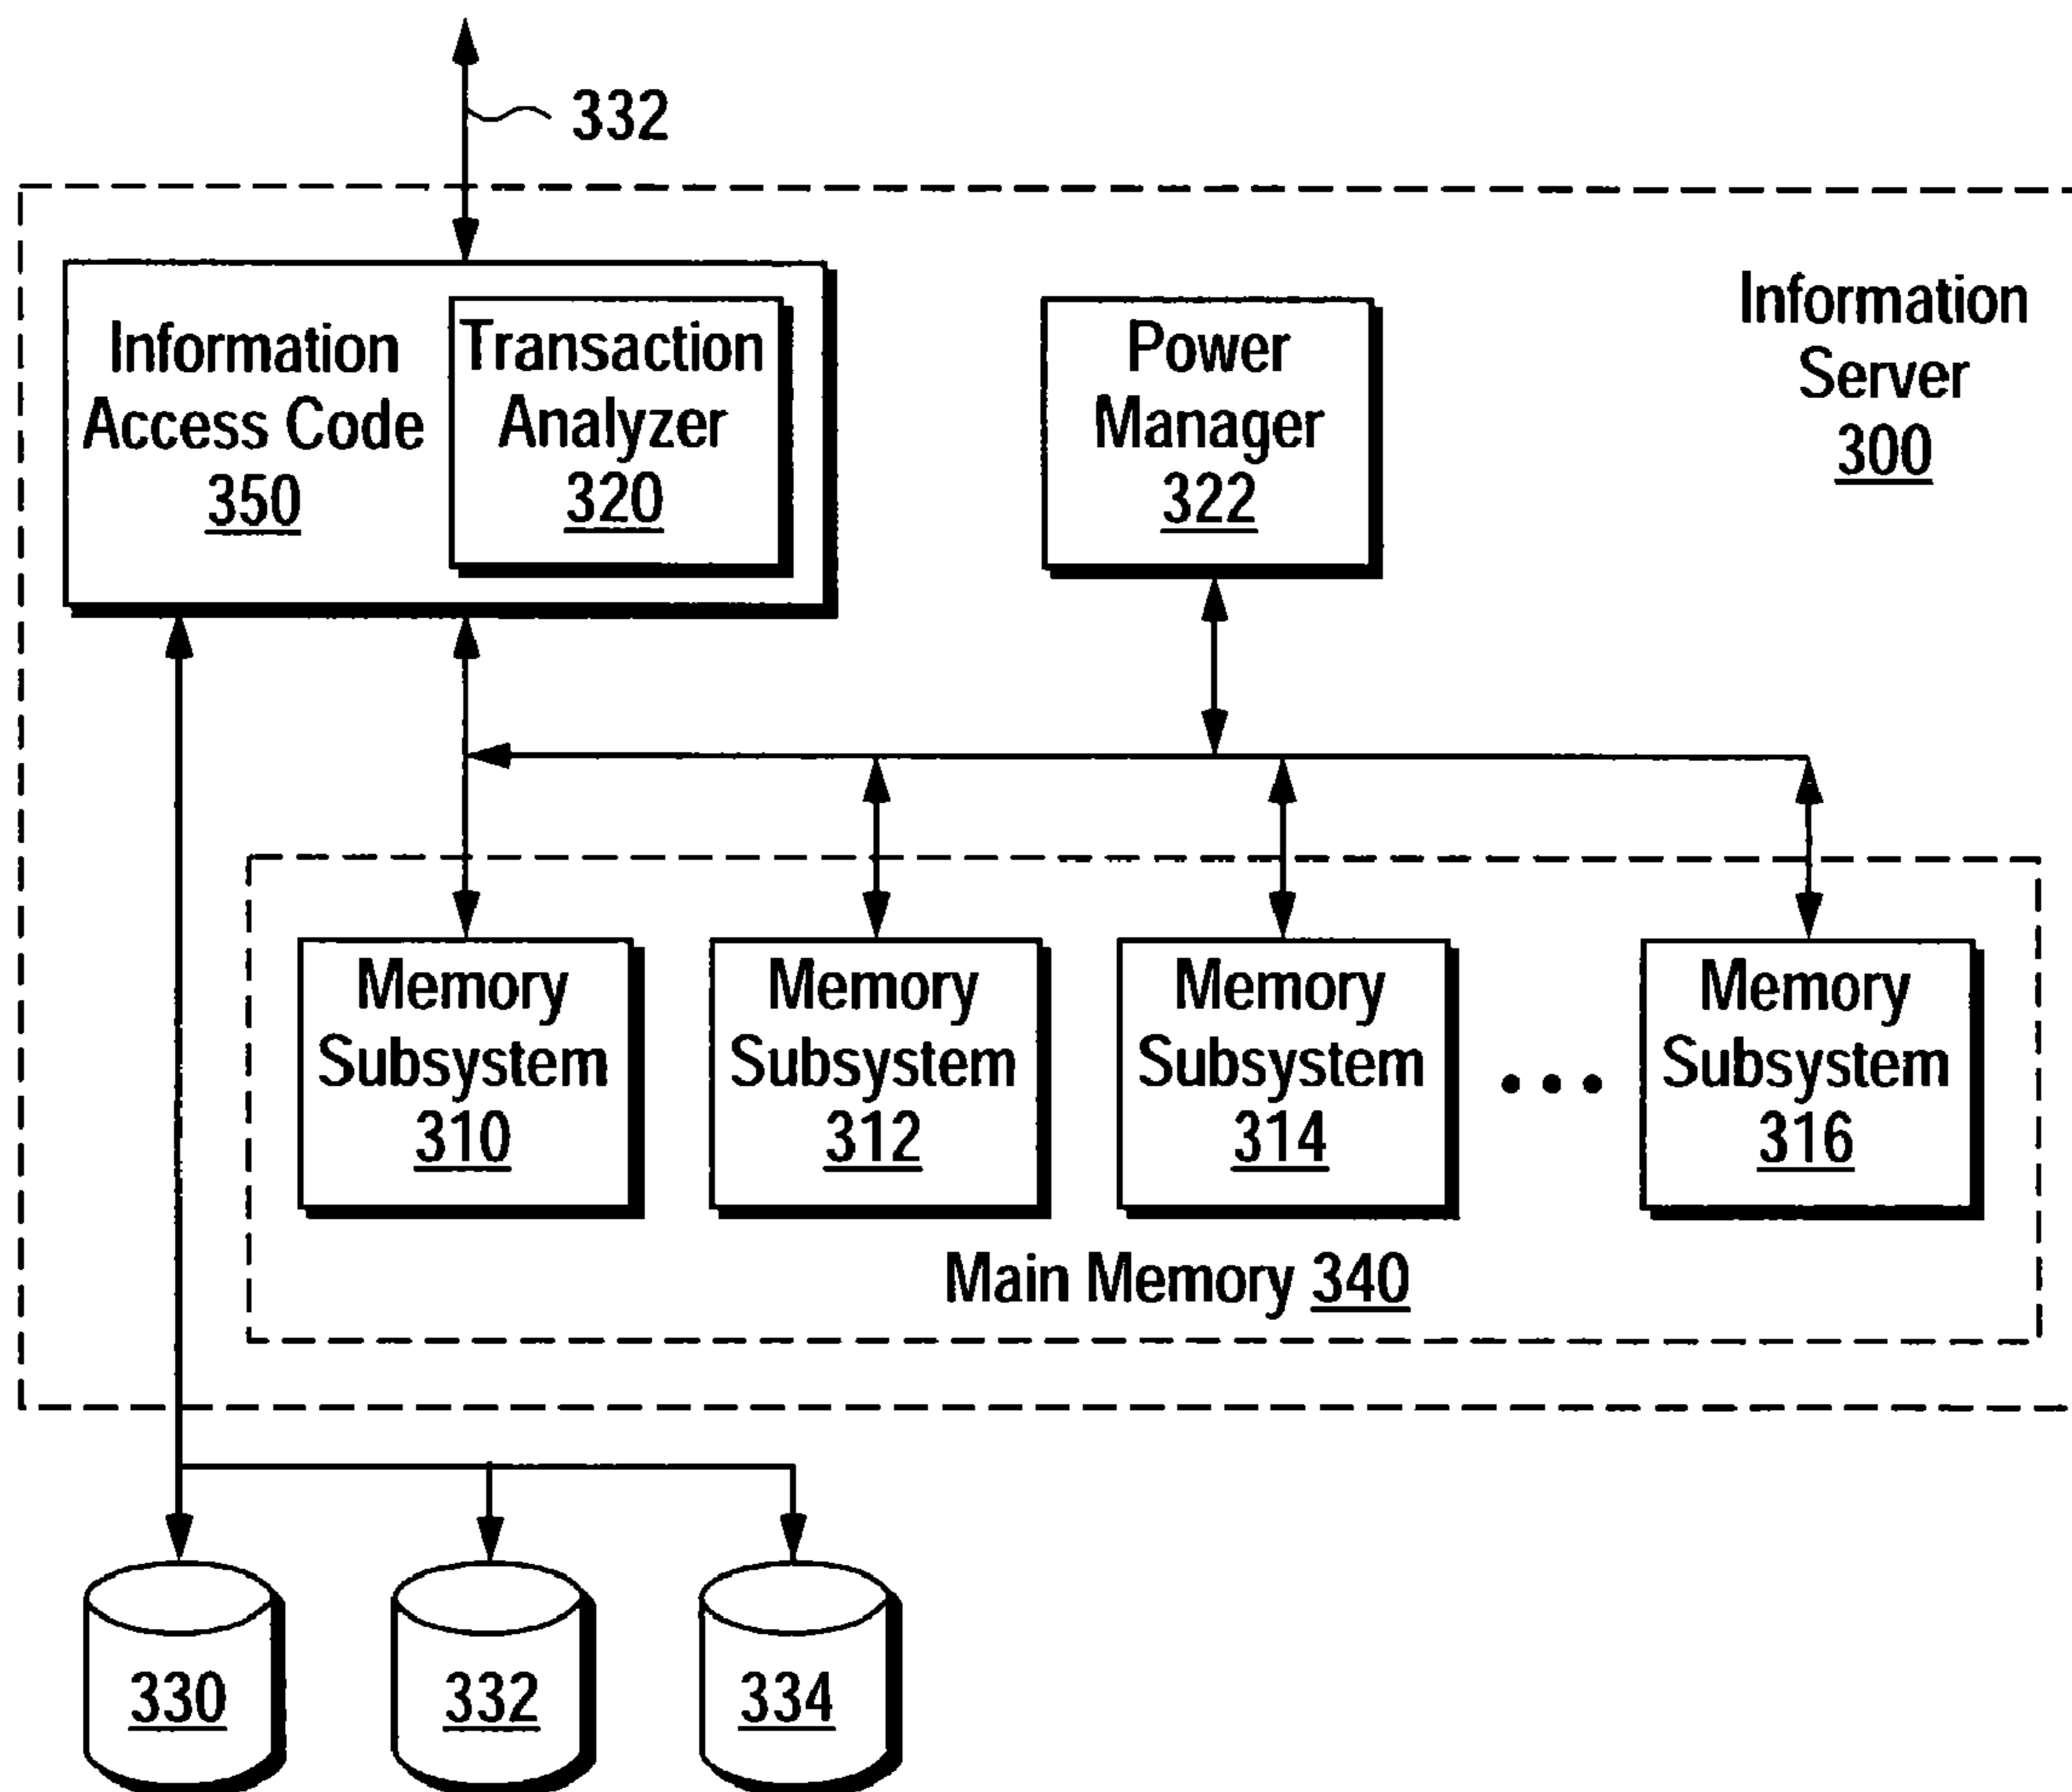 332
Information
Access Code
350
Transaction
Analyzer
320
Power
Manager
322
Information
Server
300
Memory
Subsystem
310
Memory
Subsystem
312
Memory
Subsystem
314
Memory
Subsystem
316
Main Memory 340
330
332
334